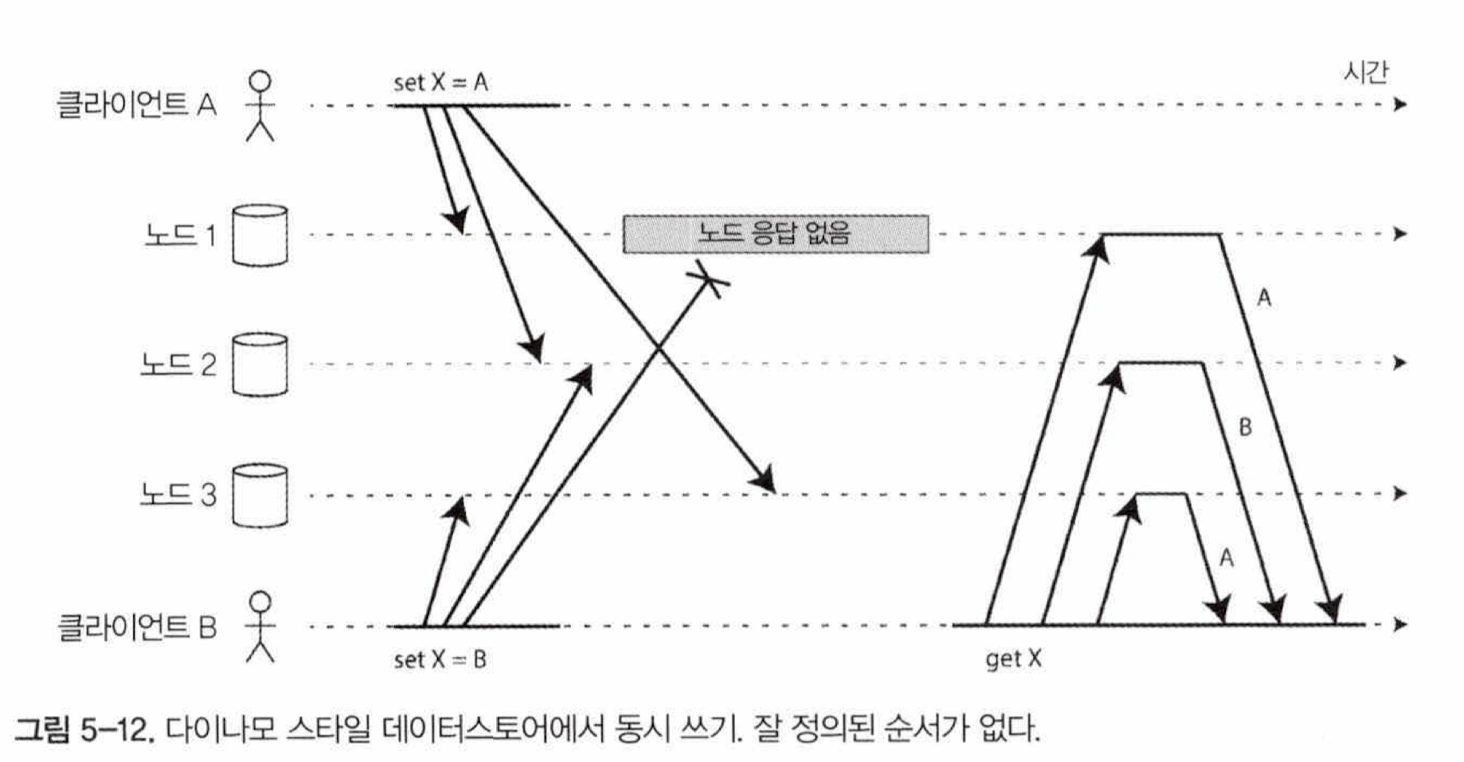 시간
set X = A
클라이언트 A
노드 1
노드 응답 없음
A
노드 2
B
노드 3
A
클라이언트 B
set X = B
get X
그림 5-12. 다이나모 스타일 데이터스토어에서 동시 쓰기. 잘 정의된 순서가 없다.